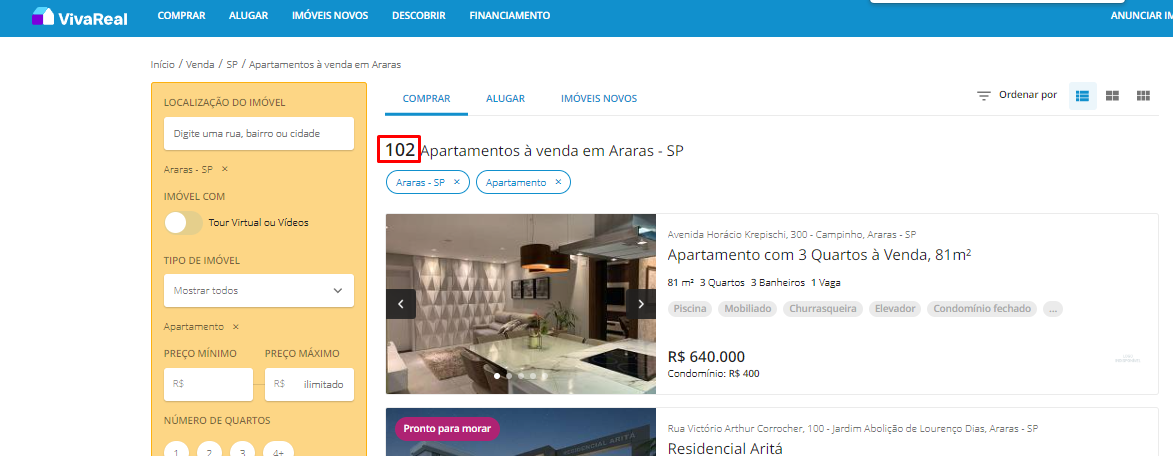 VivaReal
COMPRAR ALUGAR IMÓVEIS NOVOS DESCOBRIR FINANCIAMENTO ANUNCIAR IM
Início / Venda / SP / Apartamentos à venda em Araras
LOCALIZAÇÃO DO IMÓVEL
Digite uma rua, bairro ou cidade
Araras - SP ×
IMÓVEL COM
Tour Virtual ou Vídeos
TIPO DE IMÓVEL
Mostrar todos
Apartamento ×
PREÇO MÍNIMO PREÇO MÁXIMO
R$ R$ ilimitado
NÚMERO DE QUARTOS
1 2 3 4+
COMPRAR ALUGAR IMÓVEIS NOVOS
Ordenar por
102 Apartamentos à venda em Araras - SP
Araras - SP × Apartamento ×
Avenida Horácio Krepischi, 300 - Campinho, Araras - SP
Apartamento com 3 Quartos à Venda, 81m²
81 m² 3 Quartos 3 Banheiros 1 Vaga
Piscina Mobiliado Churrasqueira Elevador Condomínio fechado ...
R$ 640.000
Condomínio: R$ 400
Pronto para morar
RESIDENCIAL ARITÁ
Rua Victório Arthur Corrocher, 100 - Jardim Abolição de Lourenço Dias, Araras - SP
Residencial Aritá